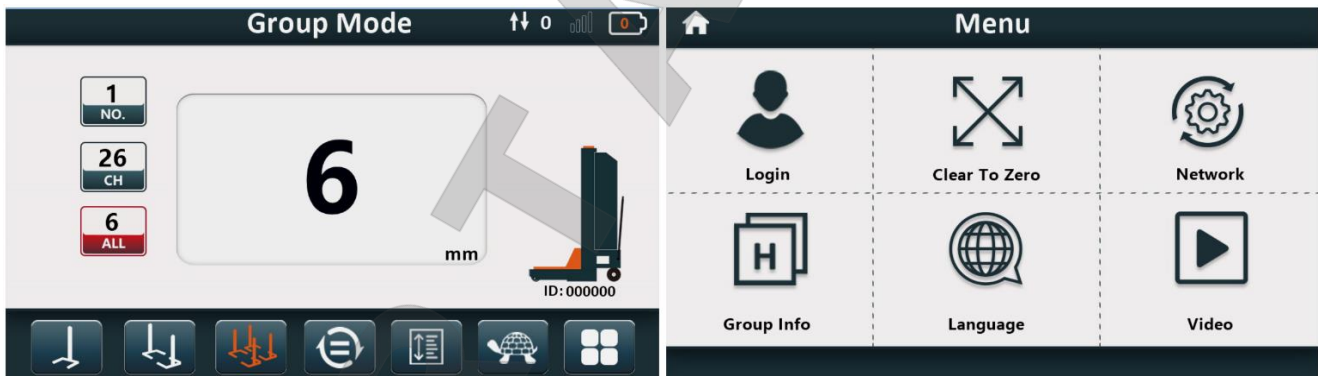 Group Mode
0
0
1
NO.
26
CH
6
ALL
6
mm
ID:000000
Menu
Login
Clear To Zero
Network
H
Group Info
Language
Video